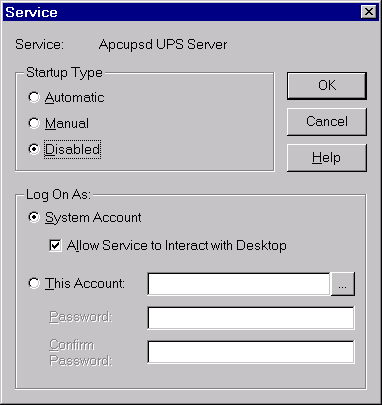 Service
Service: Apcupsd UPS Server
Startup Type
Automatic
Manual
Disabled
OK
Cancel
Help
Log On As:
System Account
Allow Service to Interact with Desktop
This Account:
...
Password:
Confirm
Password: